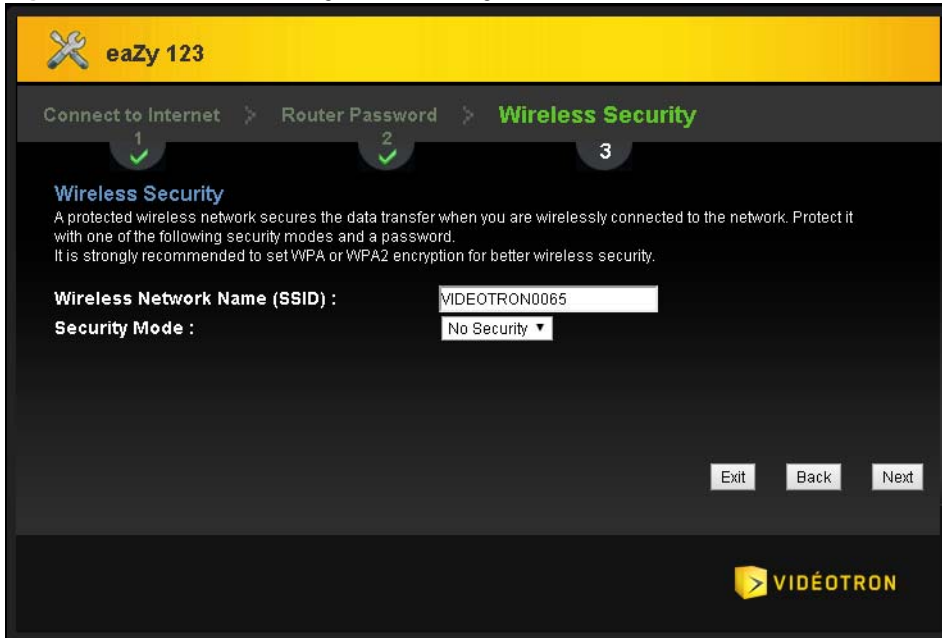 eaZy 123
Connect to Internet > Router Password > Wireless Security
1 2 3
Wireless Security
A protected wireless network secures the data transfer when you are wirelessly connected to the network. Protect it
with one of the following security modes and a password.
It is strongly recommended to set WPA or WPA2 encryption for better wireless security.
Wireless Network Name (SSID) : VIDEOTRON0065
Security Mode : No Security
Exit Back Next
VIDÉOTRON